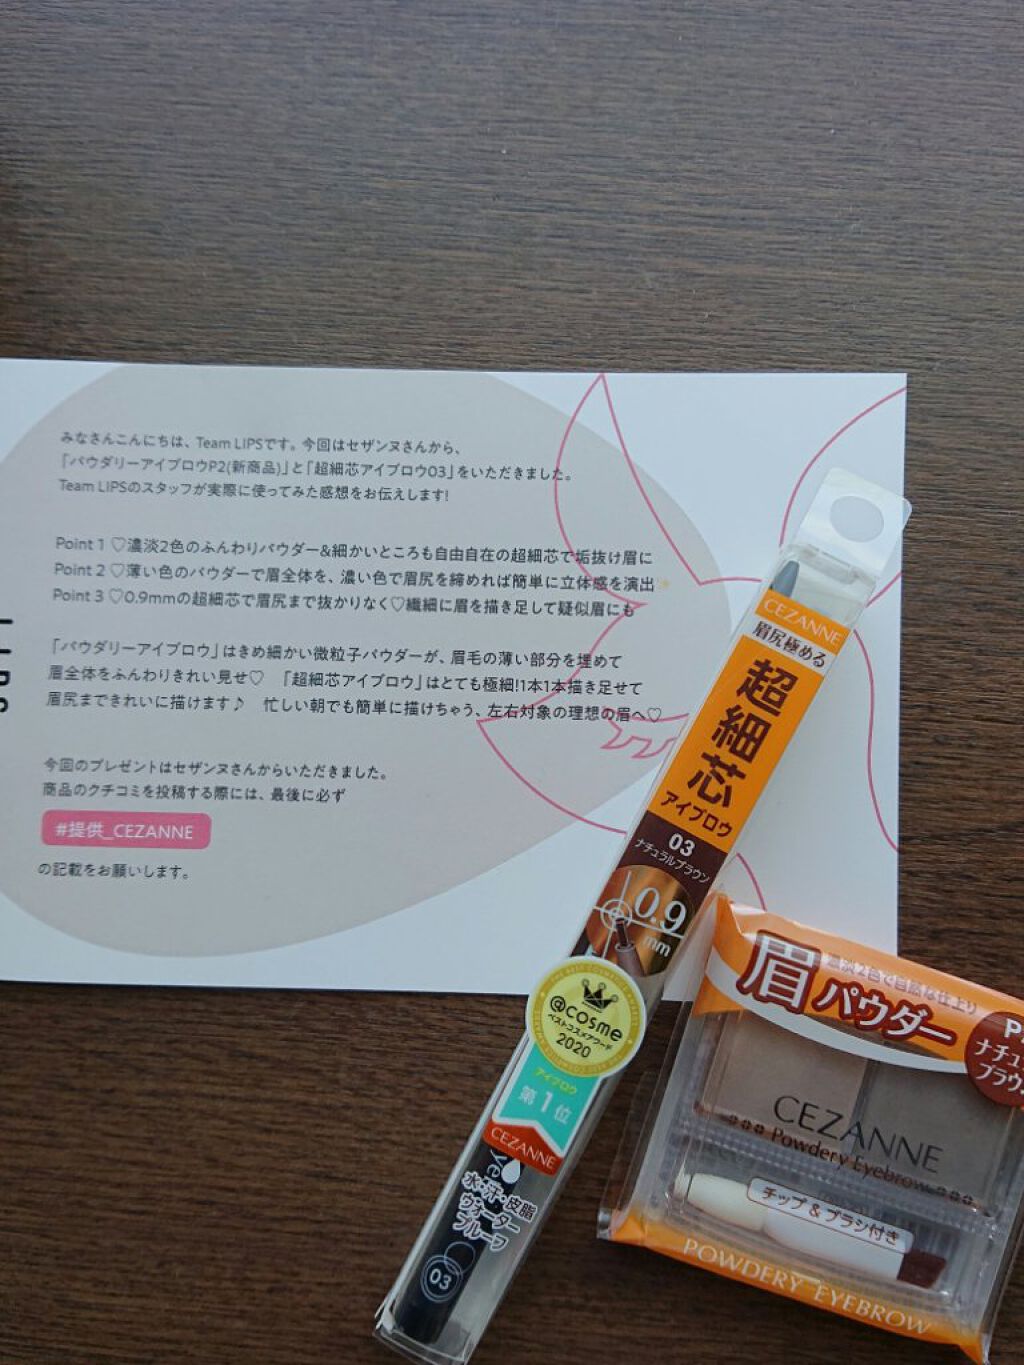 みなさんこんにちは、Team LIPSです。今回はセザンヌさんから、
「パウダリーアイブロウP2(新商品)」と「超細芯アイブロウ03」をいただきました。
Team LIPSのスタッフが実際に使ってみた感想をお伝えします!
Point 1 ♡濃淡2色のふんわりパウダー&細かいところも自由自在の超細芯で垢抜け眉に
Point 2 ♡薄い色のパウダーで眉全体を、濃い色で眉尻を締めれば簡単に立体感を演出
Point 3 ♡0.9mmの超細芯で眉尻まで抜かりなく♡繊細に眉を描き足して疑似眉にも
「パウダリーアイブロウ」はきめ細かい微粒子パウダーが、眉毛の薄い部分を埋めて
眉全体をふんわりきれい見せ♡ 「超細芯アイブロウ」はとても極細!1本1本描き足せて
眉尻まできれいに描けます♪ 忙しい朝でも簡単に描けちゃう、左右対象の理想の眉へ♡
今回のプレゼントはセザンヌさんからいただきました。
商品のクチコミを投稿する際には、最後に必ず
#提供_CEZANNE
の記載をお願いします。
LIPS
CEZANNE
眉尻極める
超細芯
アイブロウ
03
ナチュラルブラウン
0.9
mm
@cosme
ベストコスメアワード
2020
アイブロウ
第1位
CEZANNE
水・汗・皮脂
ウォーター
プルーフ
03
濃淡2色で自然な仕上り
眉パウダー
ナチュ
ブラウ
CEZANNE
Powdery Eyebrow
チップ & ブラシ付き
POWDERY EYEBROW